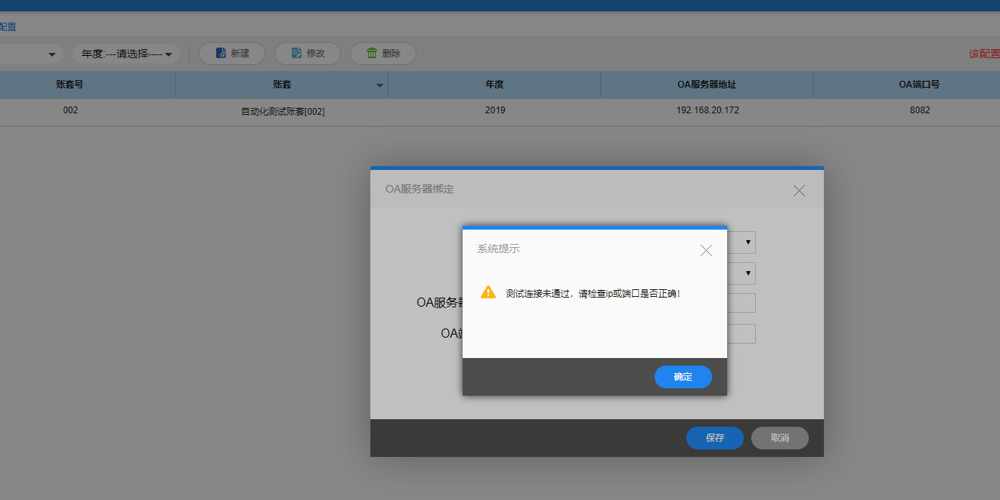 配置
年度:---请选择---- 新建 修改 删除 该配置
账套号 账套 年度 OA服务器地址 OA端口号
002 自动化测试账套[002] 2019 192.168.20.172 8082
OA服务器绑定
系统提示
测试连接未通过，请检查ip或端口是否正确！
OA服务器
OA端
确定
保存 取消